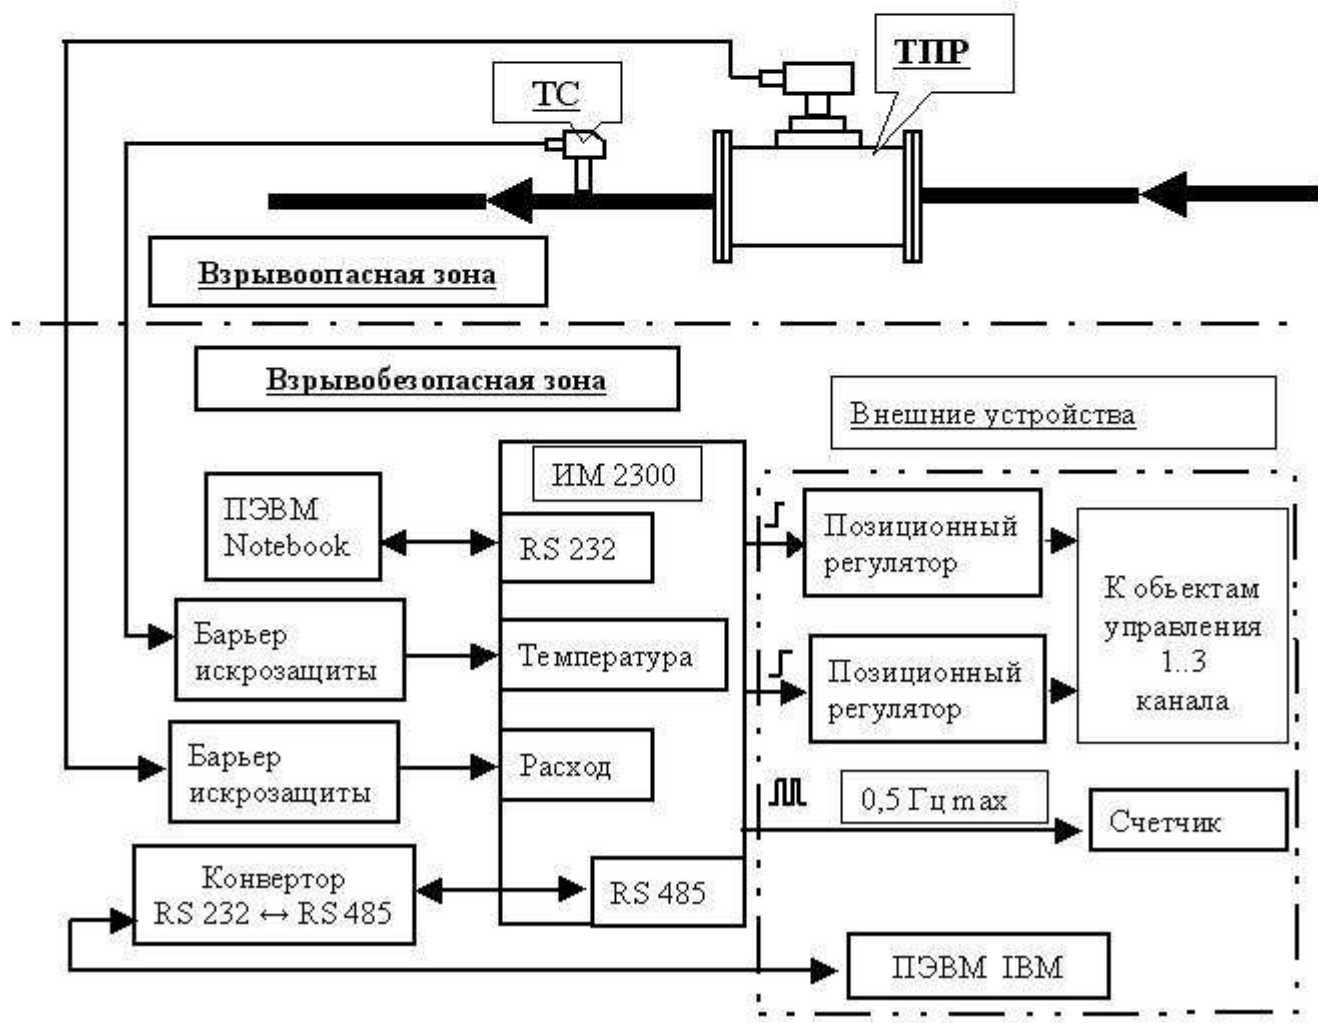 ТПР
ТС
Взрывоопасная зона
Взрывобезопасная зона
Внешние устройства
ИМ 2300
ПЭВМ
Notebook
RS 232
Позиционный
регулятор
К обьектам
управления
1..3
канала
Барьер
искрозащиты
Температура
Позиционный
регулятор
Барьер
искрозащиты
Расход
0,5 Гц max
Счетчик
Конвертор
RS 232 ↔ RS 485
RS 485
ПЭВМ IBM